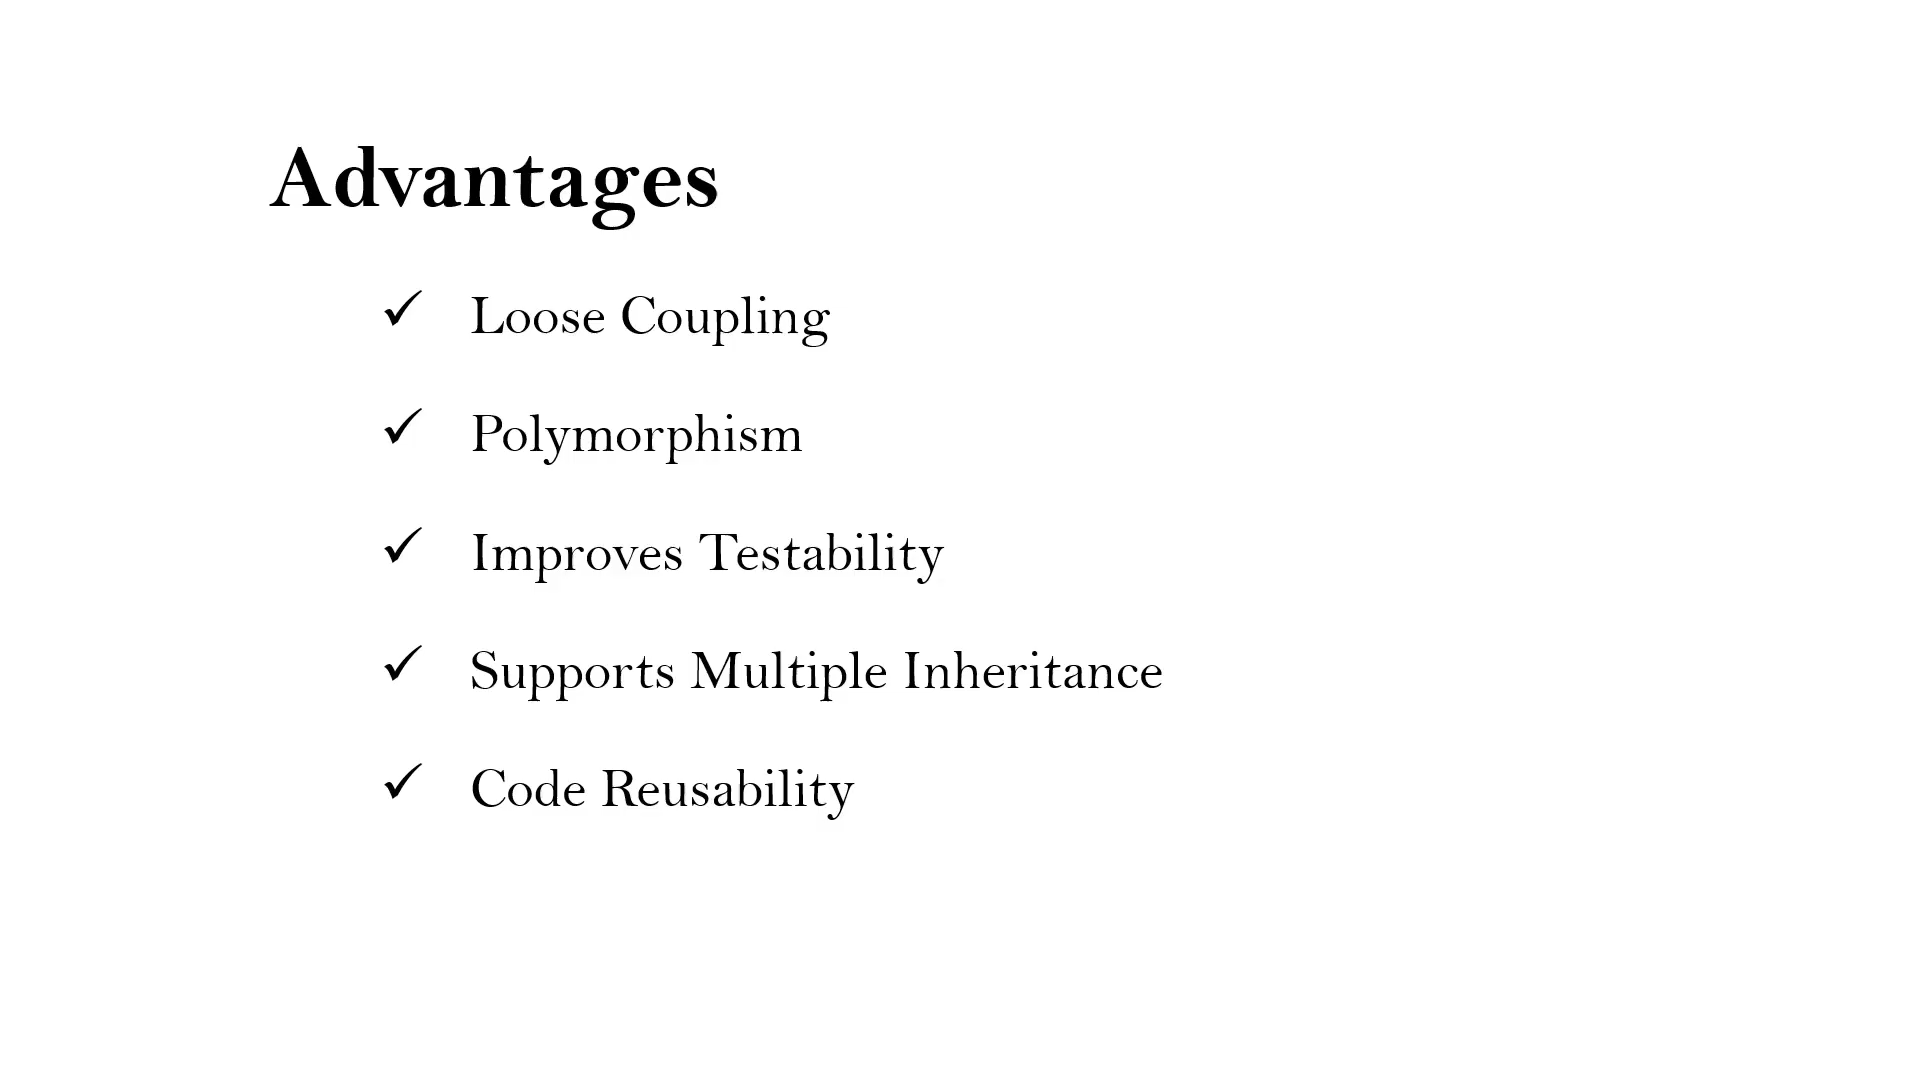 Advantages
✓ Loose Coupling
✓ Polymorphism
✓ Improves Testability
✓ Supports Multiple Inheritance
✓ Code Reusability